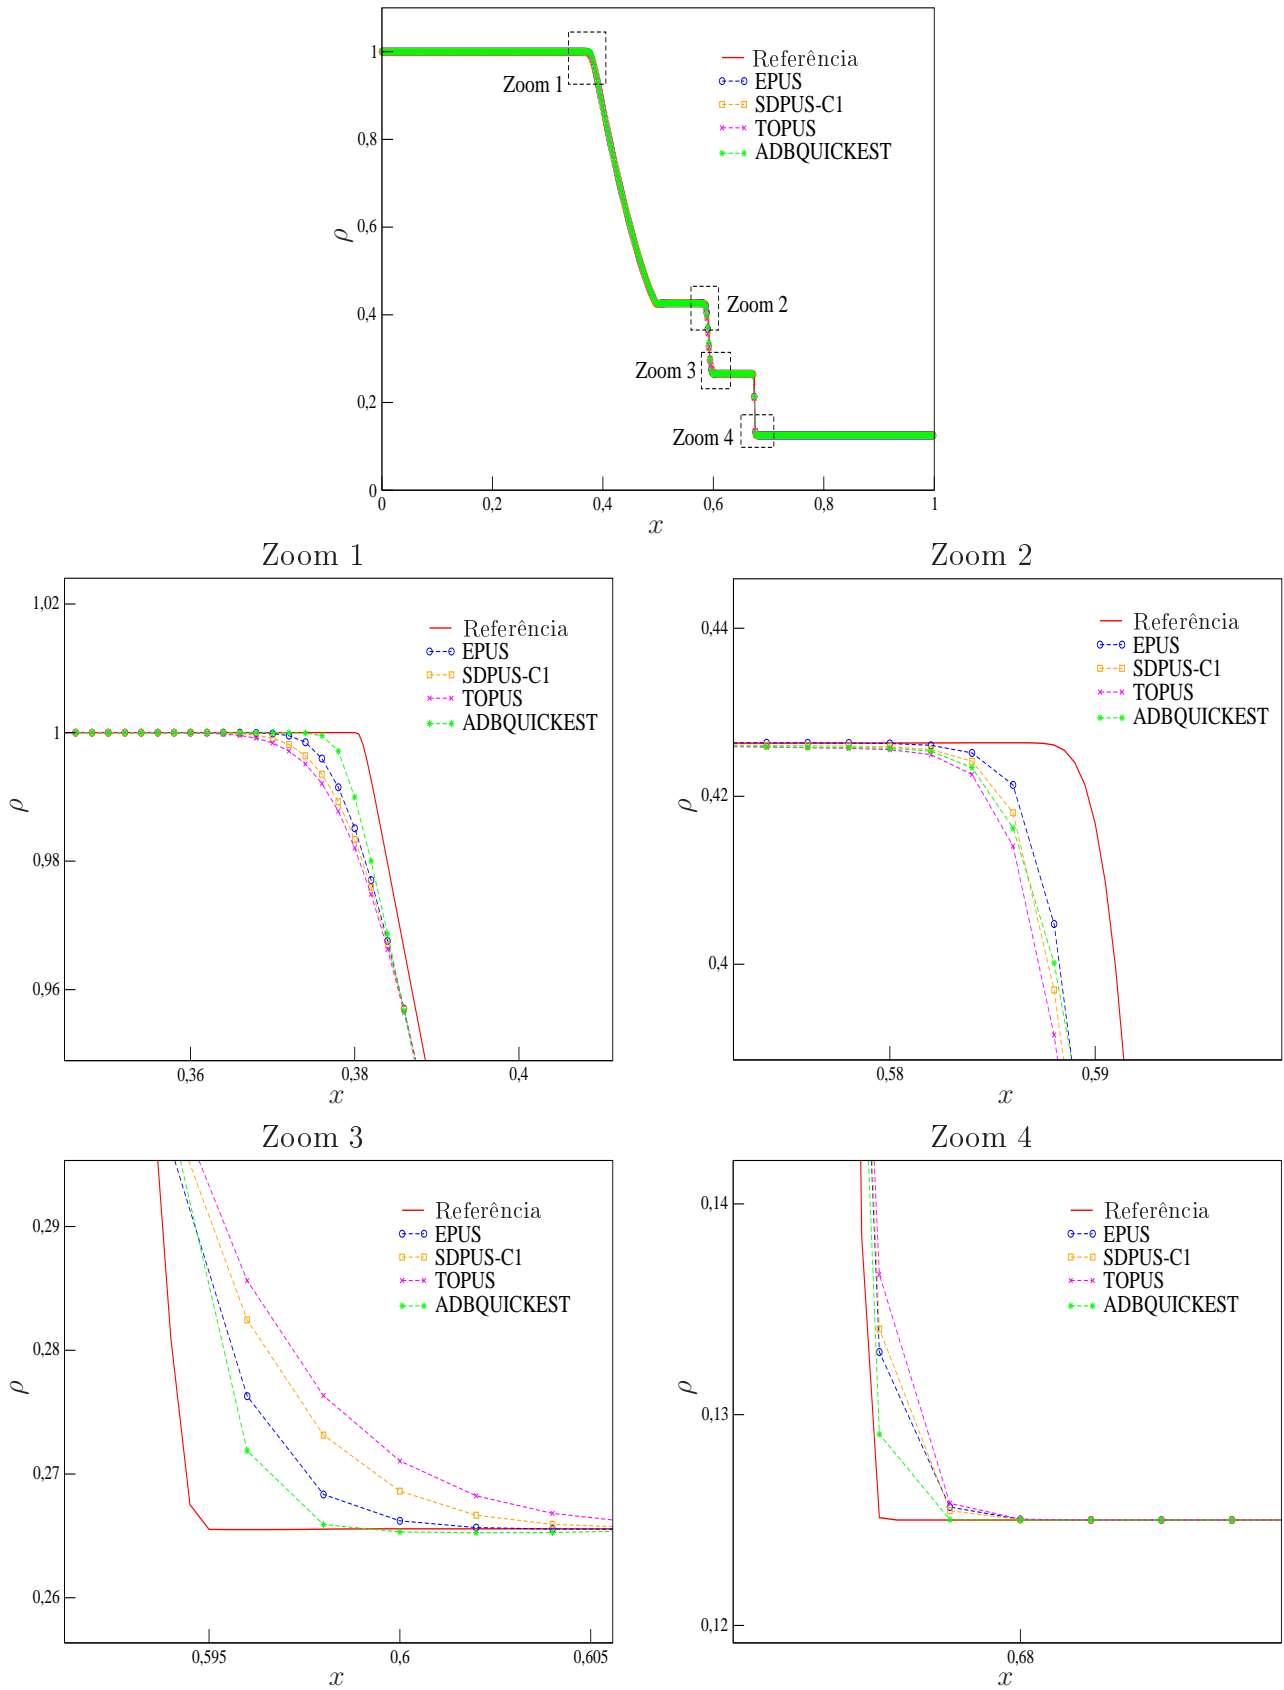 1
0,8
0,6
0,4
0,2
0
ρ
Zoom 1
Zoom 2
Zoom 3
Zoom 4
Referência
EPUS
SDPUS-C1
TOPUS
ADBQUICKEST
0
0,2
0,4
0,6
0,8
1
x
Zoom 1
1,02
1
0,98
0,96
ρ
Referência
EPUS
SDPUS-C1
TOPUS
ADBQUICKEST
0,36
0,38
0,4
x
Zoom 2
0,44
0,42
0,4
ρ
Referência
EPUS
SDPUS-C1
TOPUS
ADBQUICKEST
0,58
0,59
x
Zoom 3
0,29
0,28
0,27
0,26
ρ
Referência
EPUS
SDPUS-C1
TOPUS
ADBQUICKEST
0,595
0,6
0,605
x
Zoom 4
0,14
0,13
0,12
ρ
Referência
EPUS
SDPUS-C1
TOPUS
ADBQUICKEST
0,68
x